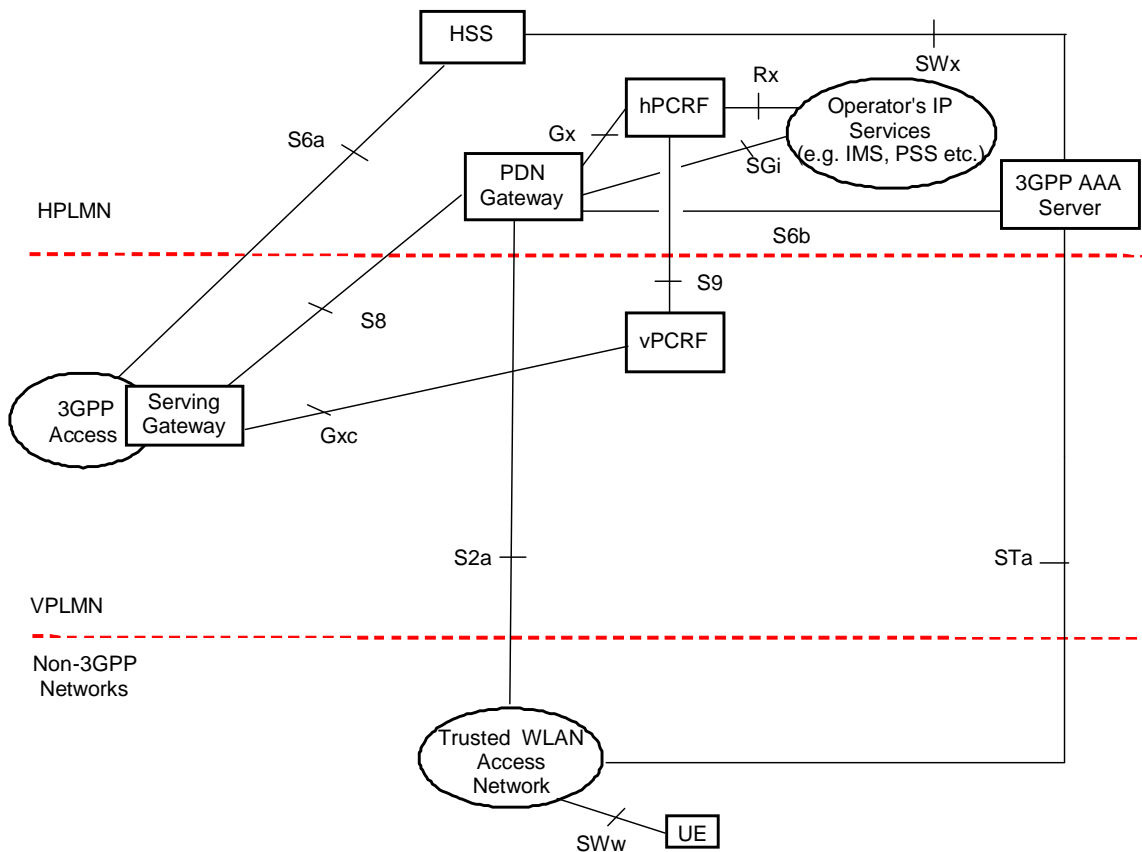 HSS
SWx
Rx
hPCRF
Operator's IP
Services
(e.g. IMS, PSS etc.)
Gx
S6a
SGi
PDN
Gateway
3GPP AAA
Server
HPLMN
S6b
S9
S8
vPCRF
3GPP
Access
Serving
Gateway
Gxc
S2a
STa
VPLMN
Non-3GPP
Networks
Trusted WLAN
Access
Network
SWw
UE